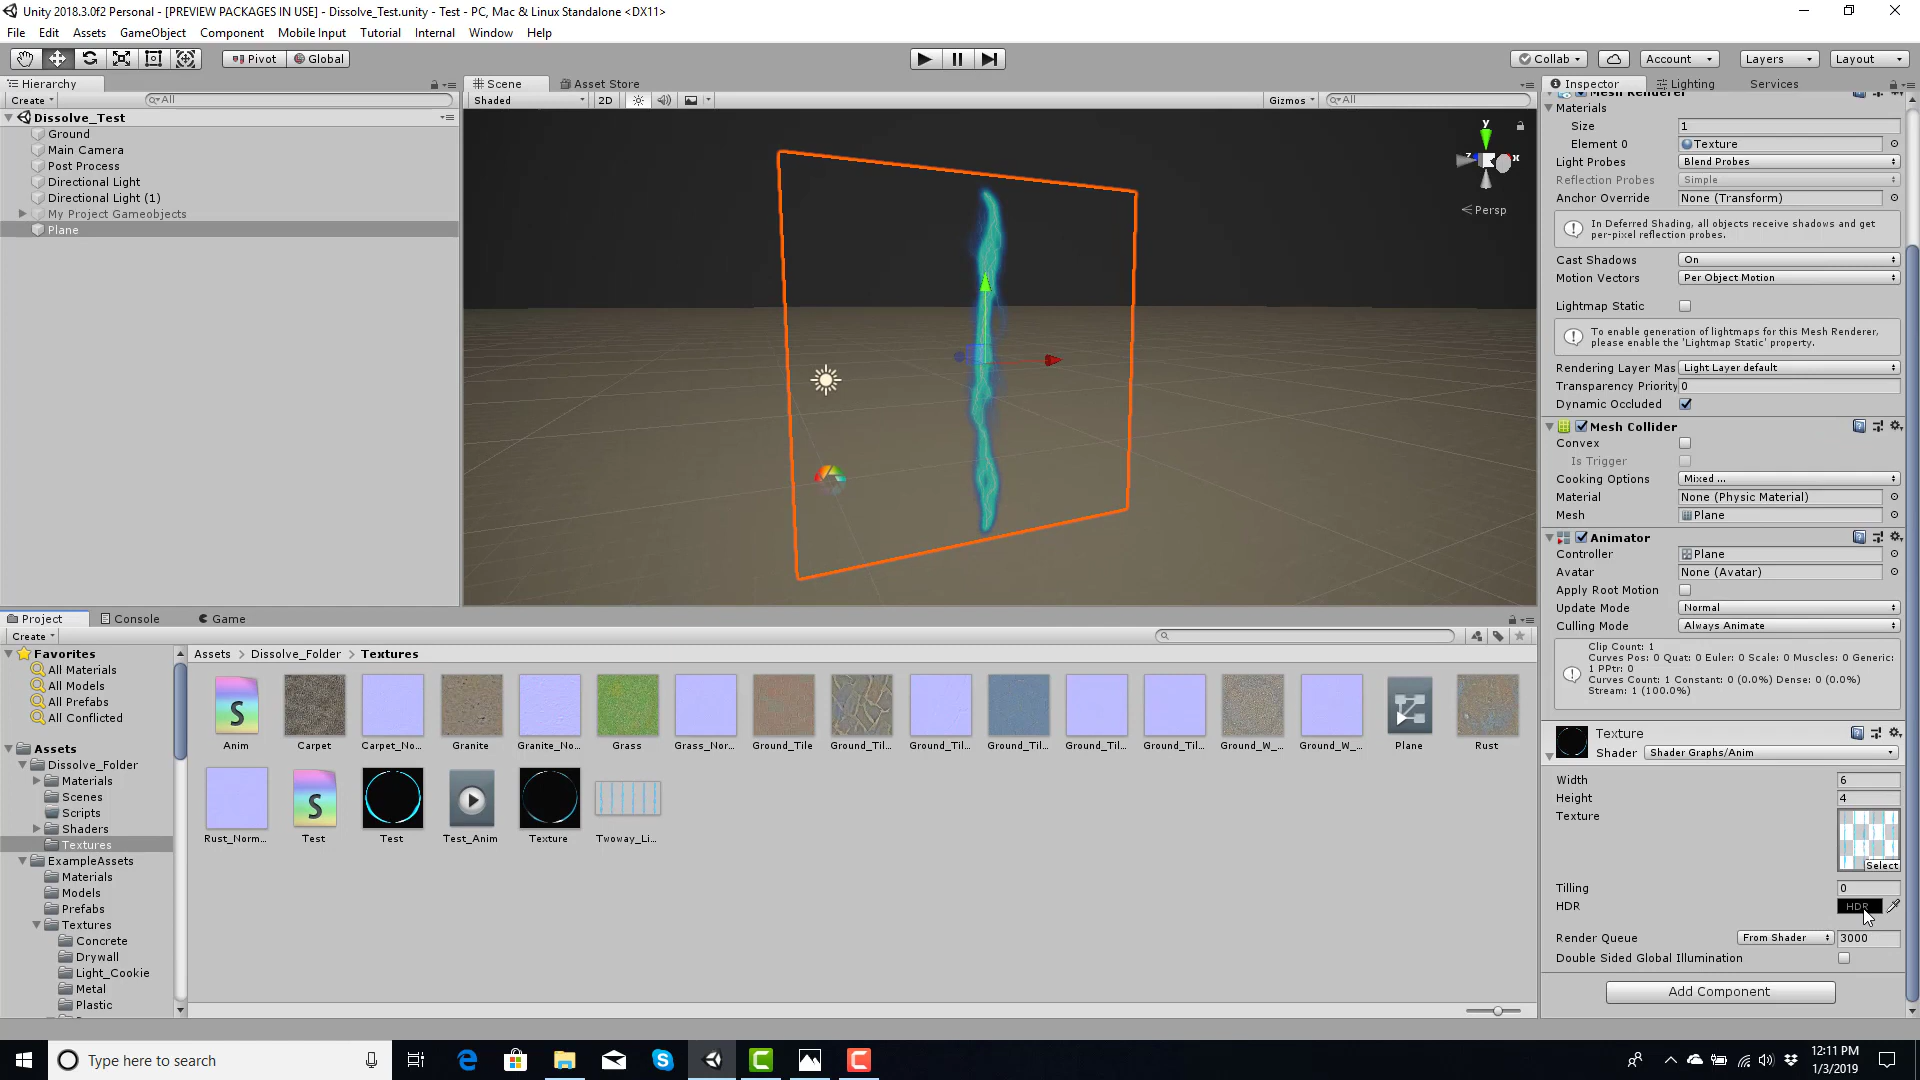 Unity 2018.3.0f2 Personal - [PREVIEW PACKAGES IN USE] - Dissolve_Test.unity - Test - PC, Mac & Linux Standalone <DX11>
File Edit Assets GameObject Component Mobile Input Tutorial Internal Window Help
Pivot Global Collab Account Layers Layout
Hierarchy
Create All
Dissolve_Test
Ground
Main Camera
Post Process
Directional Light
Directional Light (1)
My Project Gameobjects
Plane
Scene Asset Store
Shaded 2D Gizmos All
y
z x
Persp
Inspector Lighting Services
Mesh Renderer
Materials
Size 1
Element 0 Texture
Light Probes Blend Probes
Reflection Probes Simple
Anchor Override None (Transform)
In Deferred Shading, all objects receive shadows and get
per-pixel reflection probes.
Cast Shadows On
Motion Vectors Per Object Motion
Lightmap Static
To enable generation of lightmaps for this Mesh Renderer,
please enable the 'Lightmap Static' property.
Rendering Layer Mas Light Layer default
Transparency Priority 0
Dynamic Occluded
Mesh Collider
Convex
Is Trigger
Cooking Options Mixed ...
Material None (Physic Material)
Mesh Plane
Animator
Controller Plane
Avatar None (Avatar)
Apply Root Motion
Update Mode Normal
Culling Mode Always Animate
Clip Count: 1
Curves Pos: 0 Quat: 0 Euler: 0 Scale: 0 Muscles: 0 Generic:
1 PPtr: 0
Curves Count: 1 Constant: 0 (0.0%) Dense: 0 (0.0%)
Stream: 1 (100.0%)
Texture
Shader Shader Graphs/Anim
Width 6
Height 4
Texture
Select
Tilling 0
HDR HDR
Render Queue From Shader 3000
Double Sided Global Illumination
Add Component
Project Console Game
Create
Favorites
All Materials
All Models
All Prefabs
All Conflicted
Assets
Dissolve_Folder
Materials
Scenes
Scripts
Shaders
Textures
ExampleAssets
Materials
Models
Prefabs
Textures
Concrete
Drywall
Light_Cookie
Metal
Plastic
Assets Dissolve_Folder Textures
Anim Carpet Carpet_No... Granite Granite_No... Grass Grass_Nor... Ground_Tile Ground_Til... Ground_Til... Ground_Til... Ground_Til... Ground_Til... Ground_W_... Ground_W_... Plane Rust
Rust_Norm... Test Test Test_Anim Texture Twoway_Li...
Type here to search
12:11 PM
1/3/2019